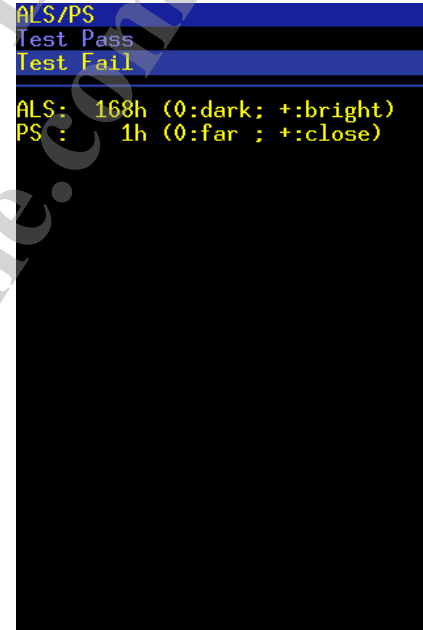 ALS/PS
Test Pass
Test Fail
ALS:  168h (0:dark; +:bright)
PS :    1h (0:far ; +:close)